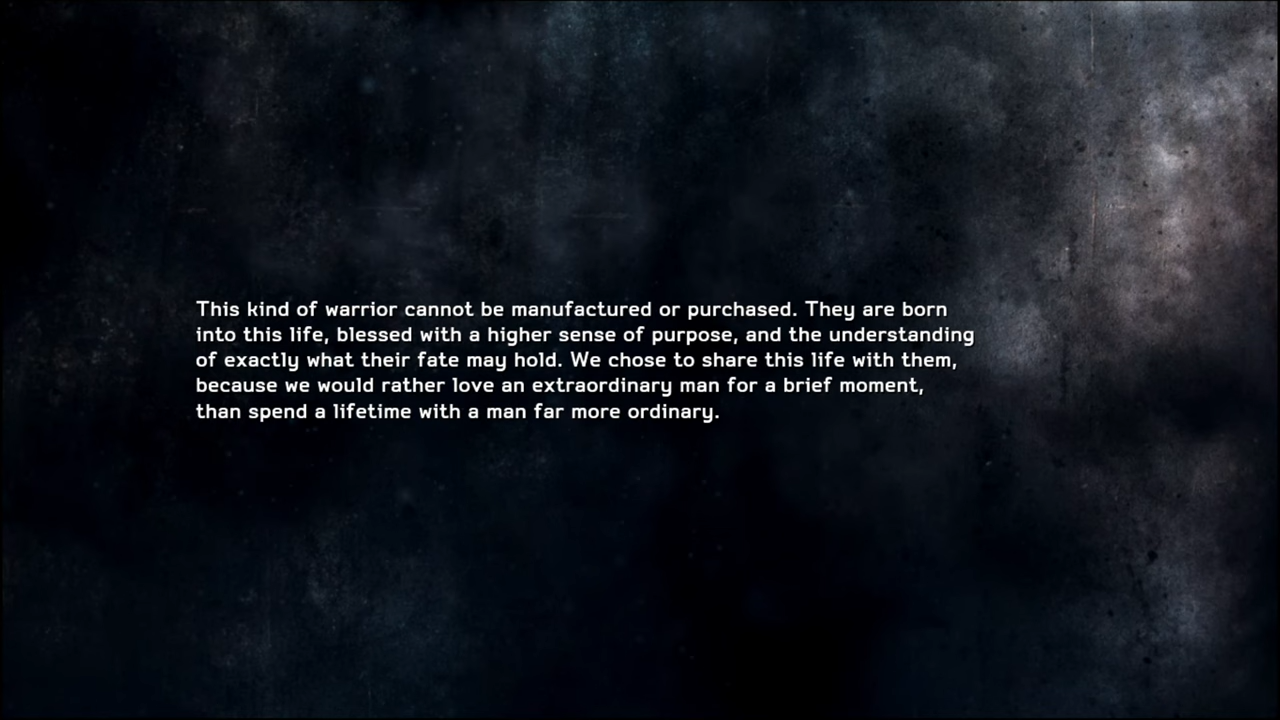 This kind of warrior cannot be manufactured or purchased. They are born
into this life, blessed with a higher sense of purpose, and the understanding
of exactly what their fate may hold. We chose to share this life with them,
because we would rather love an extraordinary man for a brief moment,
than spend a lifetime with a man far more ordinary.